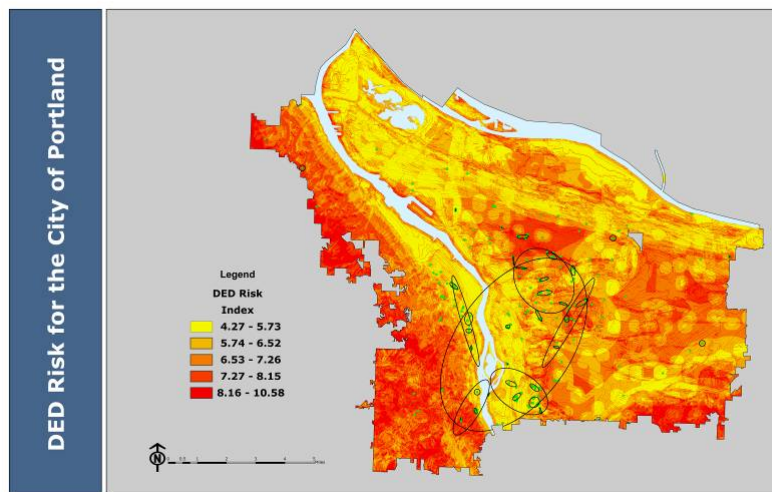 DED Risk for the City of Portland
Legend
DED Risk
Index
4.27 - 5.73
5.74 - 6.52
6.53 - 7.26
7.27 - 8.15
8.16 - 10.58
N